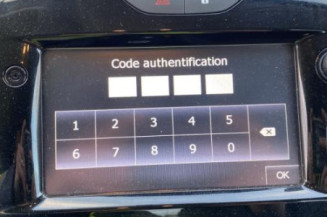 Code authentification
1 2 3 4 5
6 7 8 9 0
OK